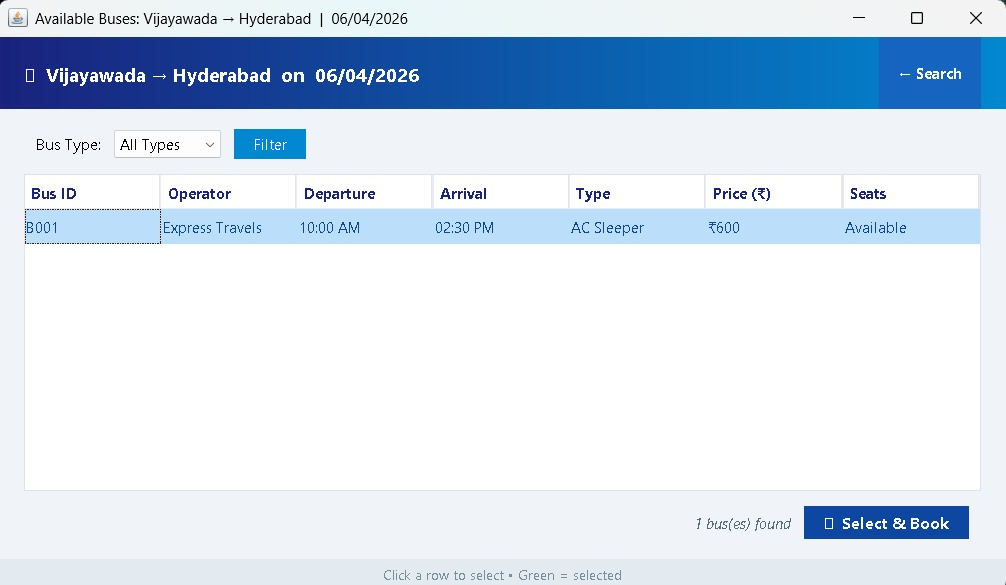 Available Buses: Vijayawada → Hyderabad | 06/04/2026
Vijayawada → Hyderabad on 06/04/2026
← Search
Bus Type: All Types Filter
Bus ID Operator Departure Arrival Type Price (₹) Seats
B001 Express Travels 10:00 AM 02:30 PM AC Sleeper ₹600 Available
1 bus(es) found Select & Book
Click a row to select • Green = selected